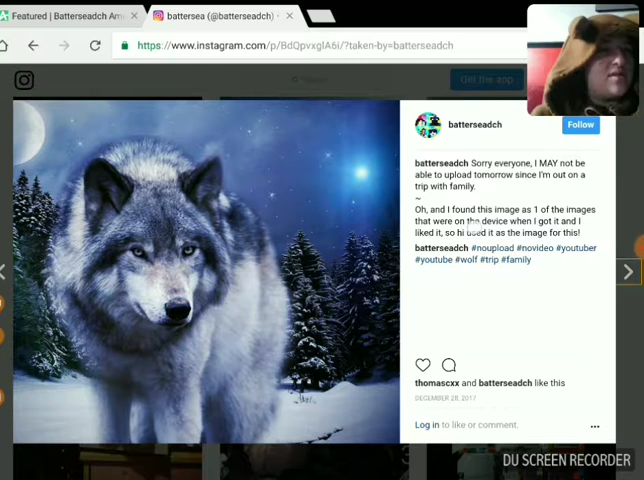 Featured | Batterseadch Am
battersea (@batterseadch)
https://www.instagram.com/p/BdQpvxglA6i/?taken-by=batterseadch
Get the app
batterseadch
Follow
batterseadch Sorry everyone, I MAY not be
able to upload tomorrow since I'm out on a
trip with family.
~
Oh, and I found this image as 1 of the images
that were on the device when I got it and I
liked it, so hi used it as the image for this!
batterseadch #noupload #novideo #youtuber
#youtube #wolf #trip #family
thomascxx and batterseadch like this
DECEMBER 28, 2017
Log in to like or comment.
DU SCREEN RECORDER